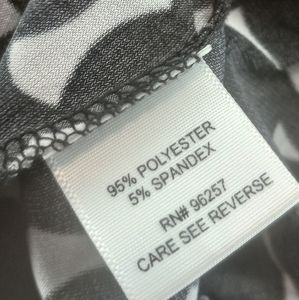 95% POLYESTER
5% SPANDEX
RN# 96257
CARE SEE REVERSE